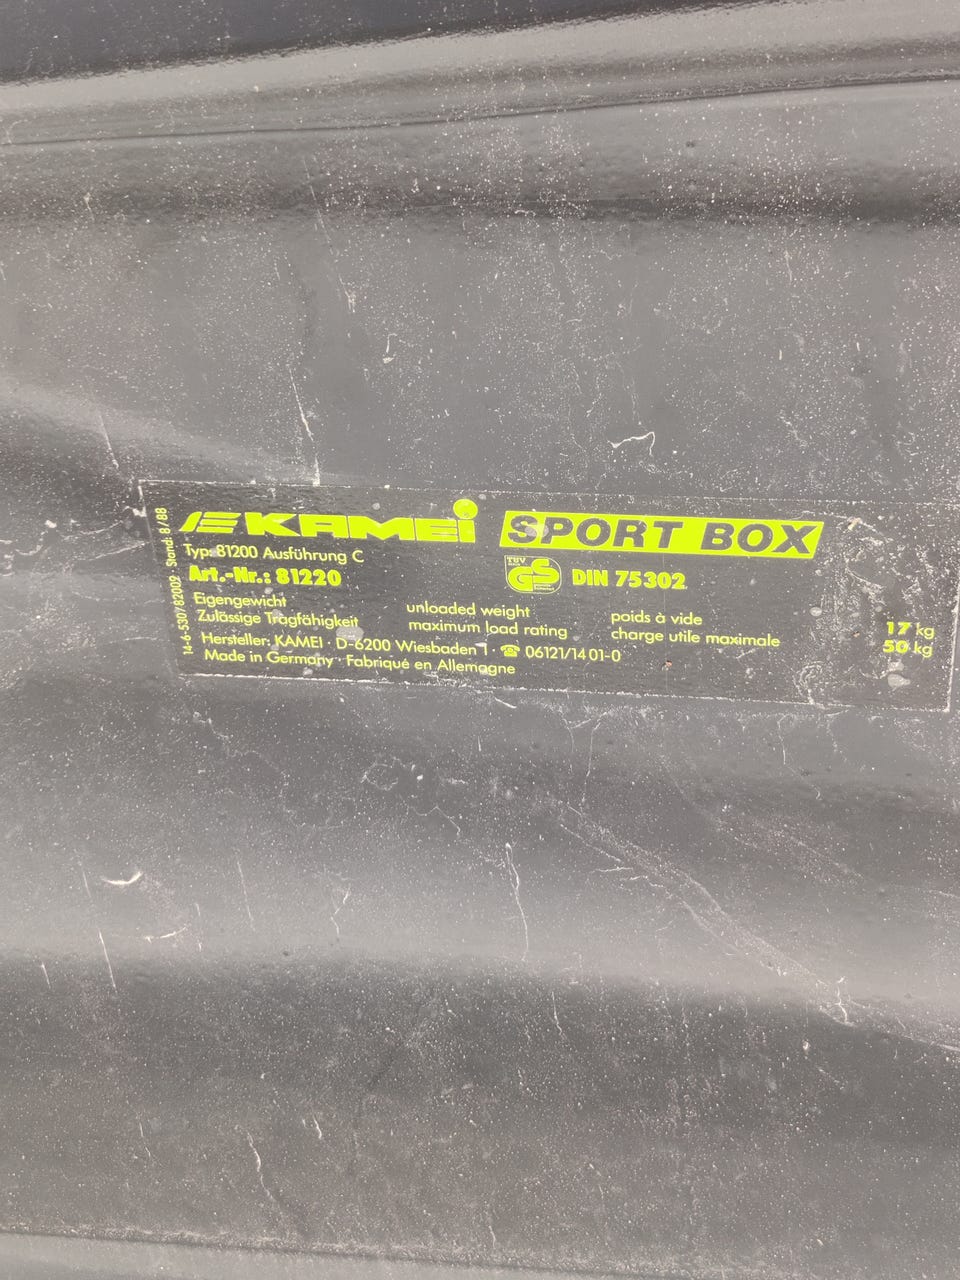 KAMEI SPORT BOX
Typ: 81200 Ausführung C
Art.-Nr.: 81220
TÜV GS DIN 75302
Eigengewicht unloaded weight poids à vide 17 kg
Zulässige Tragfähigkeit maximum load rating charge utile maximale 50 kg
Hersteller: KAMEI · D-6200 Wiesbaden 1 · ☎ 06121/14 01-0
Made in Germany · Fabriqué en Allemagne
14-6-530/82009 Stand: 8/88